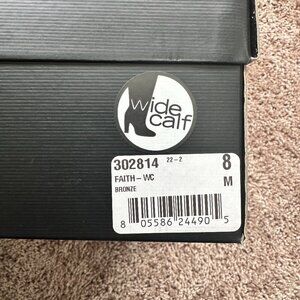 wide
calf
302814 22-2 8
FAITH-WC M
BRONZE
8 05586 24490 5